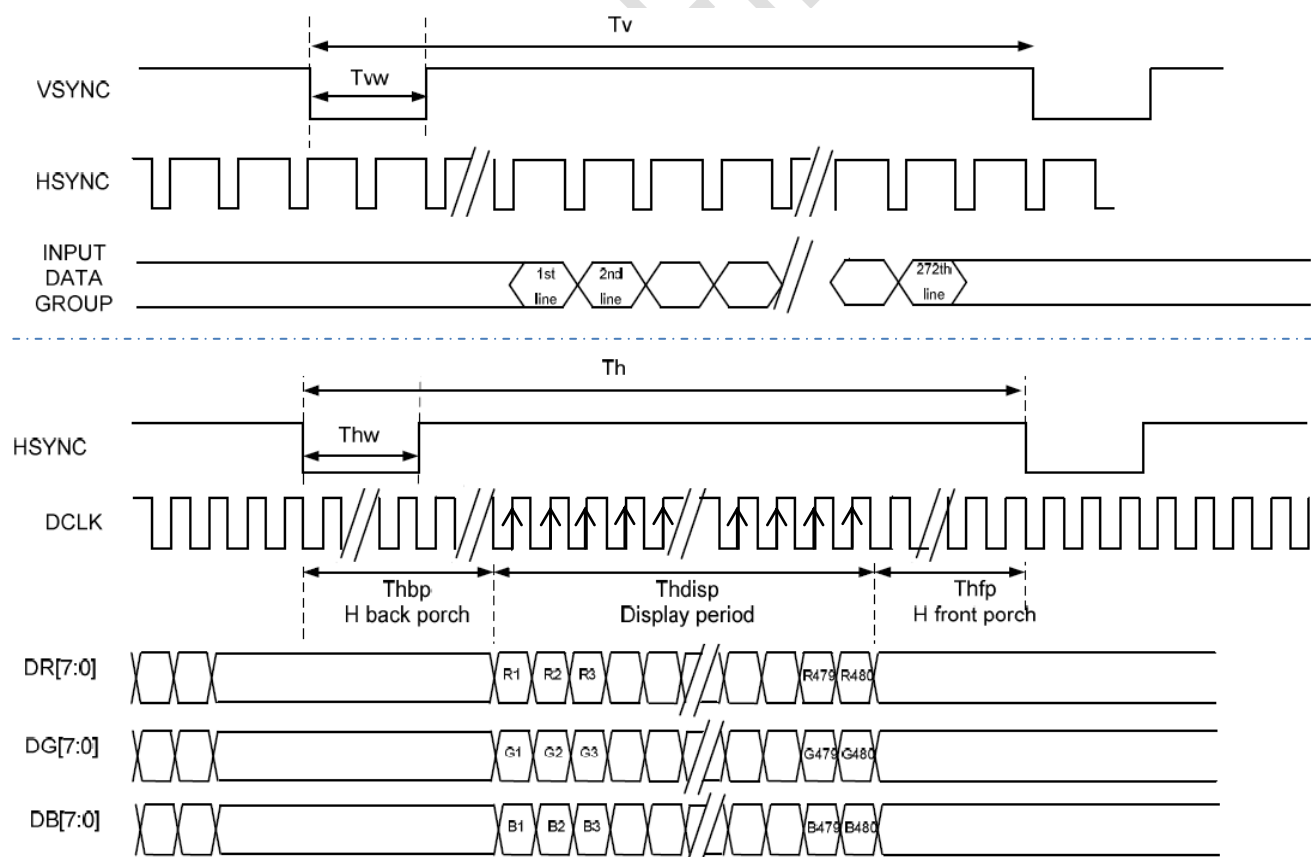 Tv
VSYNC
Tvw
HSYNC
INPUT
DATA
GROUP
1st
line
2nd
line
272th
line
Th
HSYNC
Thw
DCLK
Thbp
H back porch
Thdisp
Display period
Thfp
H front porch
DR[7:0]
R1 R2 R3 R479 R480
DG[7:0]
G1 G2 G3 G479 G480
DB[7:0]
B1 B2 B3 B479 B480